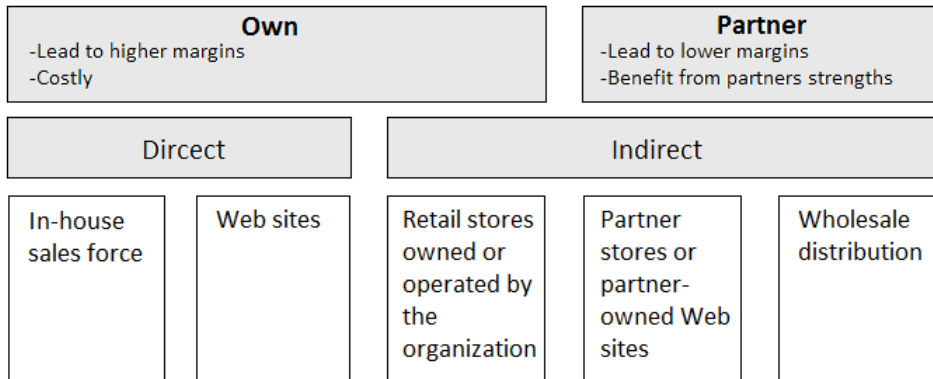 Own
-Lead to higher margins
-Costly
Partner
-Lead to lower margins
-Benefit from partners strengths
Dircect
Indirect
In-house
sales force
Web sites
Retail stores
owned or
operated by
the
organization
Partner
stores or
partner-
owned Web
sites
Wholesale
distribution